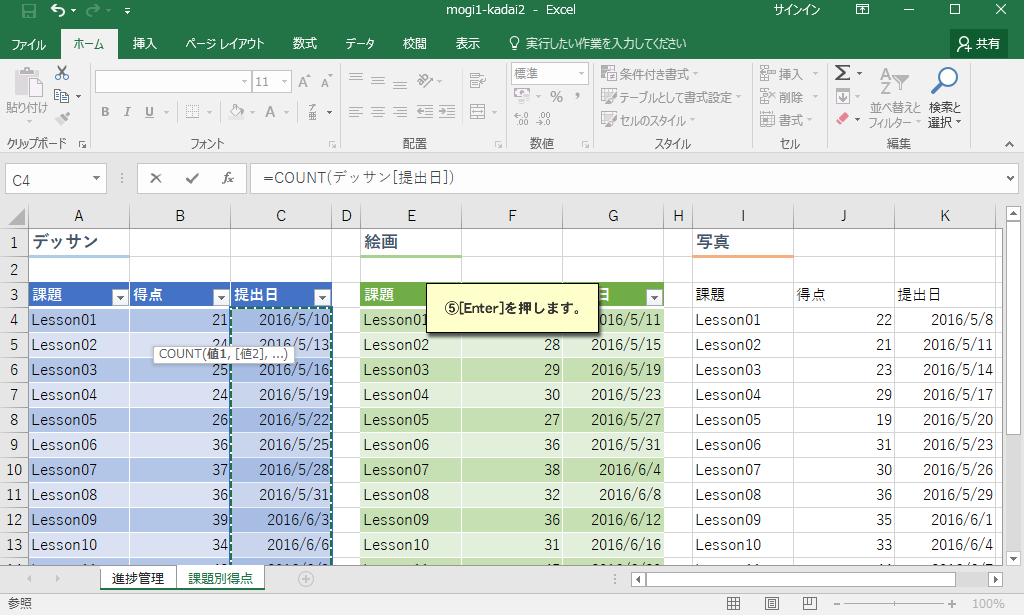 mogi1-kadai2 - Excel サインイン
ファイル ホーム 挿入 ページ レイアウト 数式 データ 校閲 表示 実行したい作業を入力してください 共有
貼り付け
クリップボード
11
B I U A
フォント
配置
標準
%
数値
条件付き書式
テーブルとして書式設定
セルのスタイル
スタイル
挿入
削除
書式
セル
並べ替えと
フィルター
検索と
選択
編集
C4 =COUNT(デッサン[提出日])
A B C D E F G H I J K
1 デッサン 絵画 写真
2
3 課題 得点 提出日 課題 日 課題 得点 提出日
⑤[Enter]を押します。
4 Lesson01 21 2016/5/10 Lesson01 2016/5/11 Lesson01 22 2016/5/8
5 Lesson02 24 2016/5/13 Lesson02 28 2016/5/15 Lesson02 21 2016/5/11
COUNT(値1, [値2], ...)
6 Lesson03 25 2016/5/16 Lesson03 29 2016/5/19 Lesson03 23 2016/5/14
7 Lesson04 24 2016/5/19 Lesson04 30 2016/5/23 Lesson04 29 2016/5/17
8 Lesson05 26 2016/5/22 Lesson05 27 2016/5/27 Lesson05 19 2016/5/20
9 Lesson06 36 2016/5/25 Lesson06 36 2016/5/31 Lesson06 31 2016/5/23
10 Lesson07 37 2016/5/28 Lesson07 38 2016/6/4 Lesson07 30 2016/5/26
11 Lesson08 36 2016/5/31 Lesson08 32 2016/6/8 Lesson08 36 2016/5/29
12 Lesson09 39 2016/6/3 Lesson09 36 2016/6/12 Lesson09 35 2016/6/1
13 Lesson10 34 2016/6/6 Lesson10 31 2016/6/16 Lesson10 33 2016/6/4
進捗管理 課題別得点
参照 100%